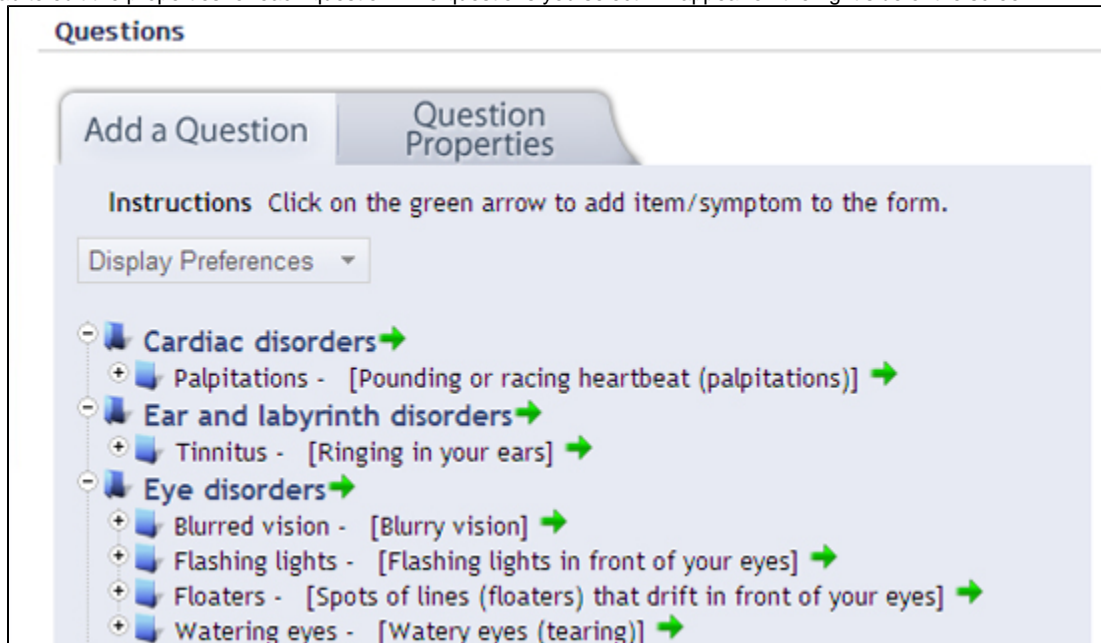 Questions
Add a Question
Question
Properties
Instructions Click on the green arrow to add item/symptom to the form.
Display Preferences
Cardiac disorders
Palpitations - [Pounding or racing heartbeat (palpitations)]
Ear and labyrinth disorders
Tinnitus - [Ringing in your ears]
Eye disorders
Blurred vision - [Blurry vision]
Flashing lights - [Flashing lights in front of your eyes]
Floaters - [Spots of lines (floaters) that drift in front of your eyes]
Watering eyes - [Watery eyes (tearing)]